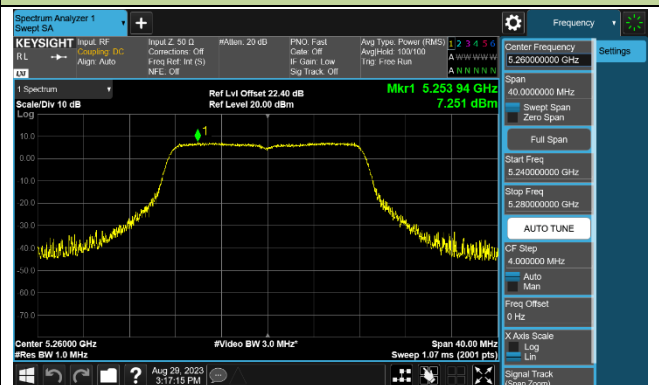 Spectrum Analyzer 1
Swept SA
Frequency
KEYSIGHT
RL
LXI
Input: RF
Coupling: DC
Align: Auto
Input Z: 50 Ω
Corrections: Off
Freq Ref: Int (S)
NFE: Off
#Atten: 20 dB
PNO: Fast
Gate: Off
IF Gain: Low
Sig Track: Off
Avg Type: Power (RMS)
Avg|Hold: 100/100
Trig: Free Run
1 2 3 4 5 6
A W W W W W
A N N N N N
1 Spectrum
Scale/Div 10 dB
Log
Ref Lvl Offset 22.40 dB
Ref Level 20.00 dBm
Mkr1 5.253 94 GHz
7.251 dBm
1
10.0
0.00
-10.0
-20.0
-30.0
-40.0
-50.0
-60.0
-70.0
Center 5.26000 GHz
#Res BW 1.0 MHz
#Video BW 3.0 MHz*
Span 40.00 MHz
Sweep 1.07 ms (2001 pts)
Aug 29, 2023
3:17:15 PM
Center Frequency
5.260000000 GHz
Settings
Span
40.0000000 MHz
Swept Span
Zero Span
Full Span
Start Freq
5.240000000 GHz
Stop Freq
5.280000000 GHz
AUTO TUNE
CF Step
4.000000 MHz
Auto
Man
Freq Offset
0 Hz
X Axis Scale
Log
Lin
Signal Track
(Span Zoom)